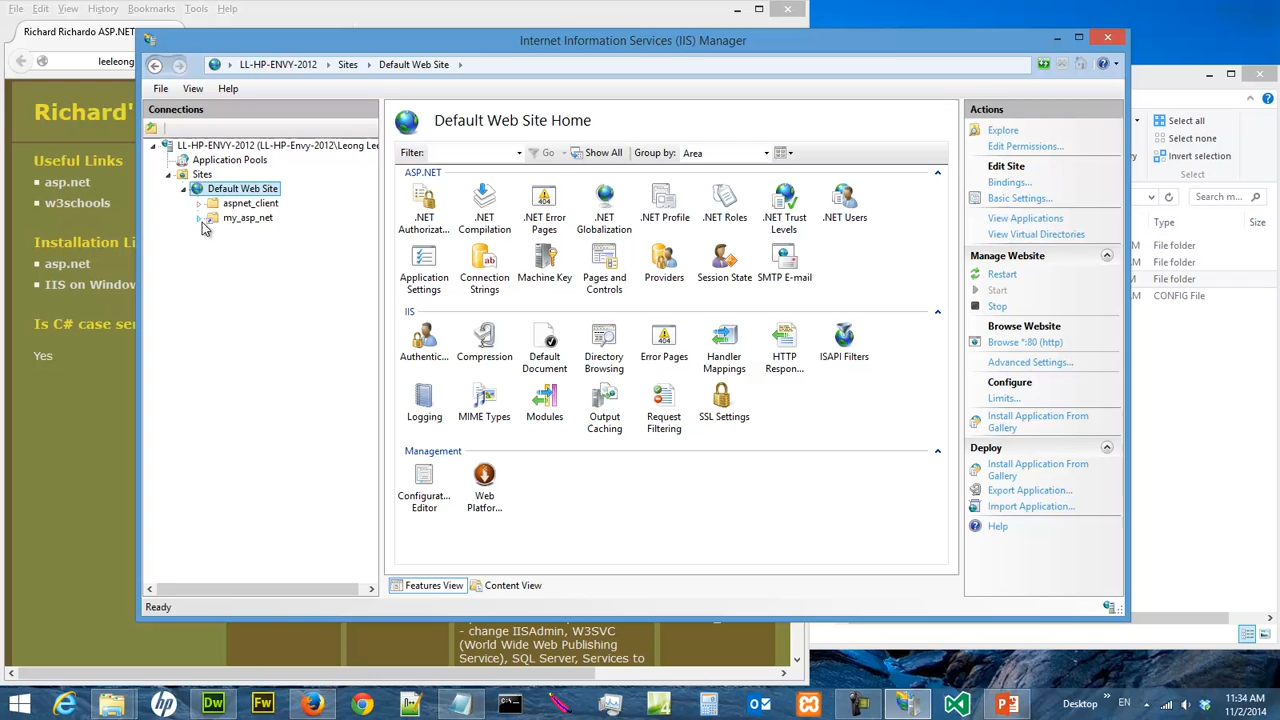 File Edit View History Bookmarks Tools Help
Richard Richardo ASP.NET
leeleong
Richard'
Useful Links
asp.net
w3schools
Installation Li
asp.net
IIS on Window
Is C# case sen
Yes
- change IISAdmin, W3SVC
(World Wide Web Publishing
Service), SQL Server, Services to
Internet Information Services (IIS) Manager
LL-HP-ENVY-2012 Sites Default Web Site
File View Help
Connections
LL-HP-ENVY-2012 (LL-HP-Envy-2012\Leong Lee
Application Pools
Sites
Default Web Site
aspnet_client
my_asp_net
Default Web Site Home
Filter: Go Show All Group by: Area
ASP.NET
.NET Authorizat...
.NET Compilation
.NET Error Pages
.NET Globalization
.NET Profile
.NET Roles
.NET Trust Levels
.NET Users
Application Settings
Connection Strings
Machine Key
Pages and Controls
Providers
Session State
SMTP E-mail
IIS
Authentic...
Compression
Default Document
Directory Browsing
Error Pages
Handler Mappings
HTTP Respon...
ISAPI Filters
Logging
MIME Types
Modules
Output Caching
Request Filtering
SSL Settings
Management
Configurat... Editor
Web Platfor...
Features View Content View
Ready
Actions
Explore
Edit Permissions...
Edit Site
Bindings...
Basic Settings...
View Applications
View Virtual Directories
Manage Website
Restart
Start
Stop
Browse Website
Browse *:80 (http)
Advanced Settings...
Configure
Limits...
Install Application From
Gallery
Deploy
Install Application From
Gallery
Export Application...
Import Application...
Help
Select all
Select none
Invert selection
Search m...
Type Size
M File folder
M File folder
M File folder
M CONFIG File
Desktop
EN
11:34 AM
11/2/2014